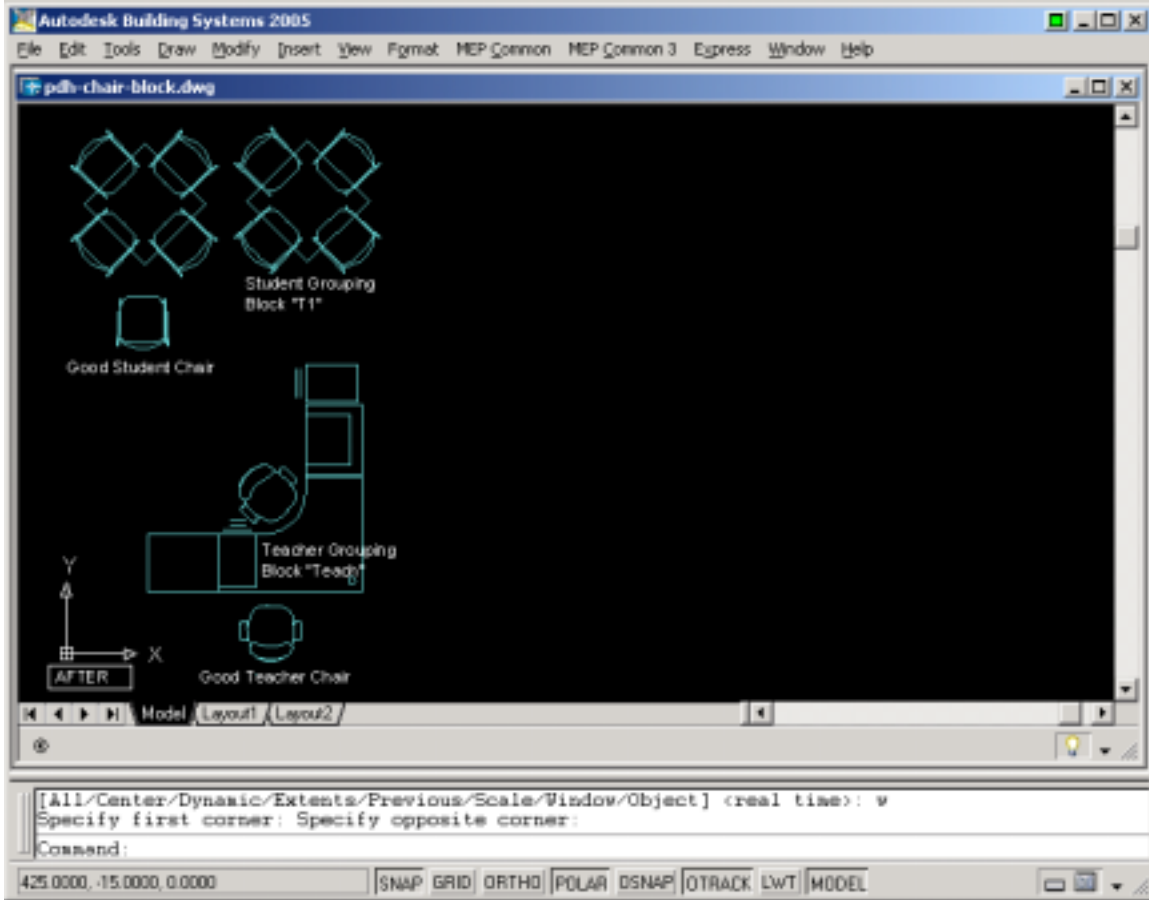 Autodesk Building Systems 2005
File Edit Tools Draw Modify Insert View Format MEP Common MEP Common 3 Express Window Help
pdh-chair-block.dwg
Student Grouping
Block "T1"
Good Student Chair
Teacher Grouping
Block "Teach"
Y
X
AFTER
Good Teacher Chair
Model Layout1 Layout2
[All/Center/Dynamic/Extents/Previous/Scale/Window/Object] <real time>: w
Specify first corner: Specify opposite corner:
Command:
425.0000, -15.0000, 0.0000 SNAP GRID ORTHO POLAR OSNAP OTRACK LWT MODEL